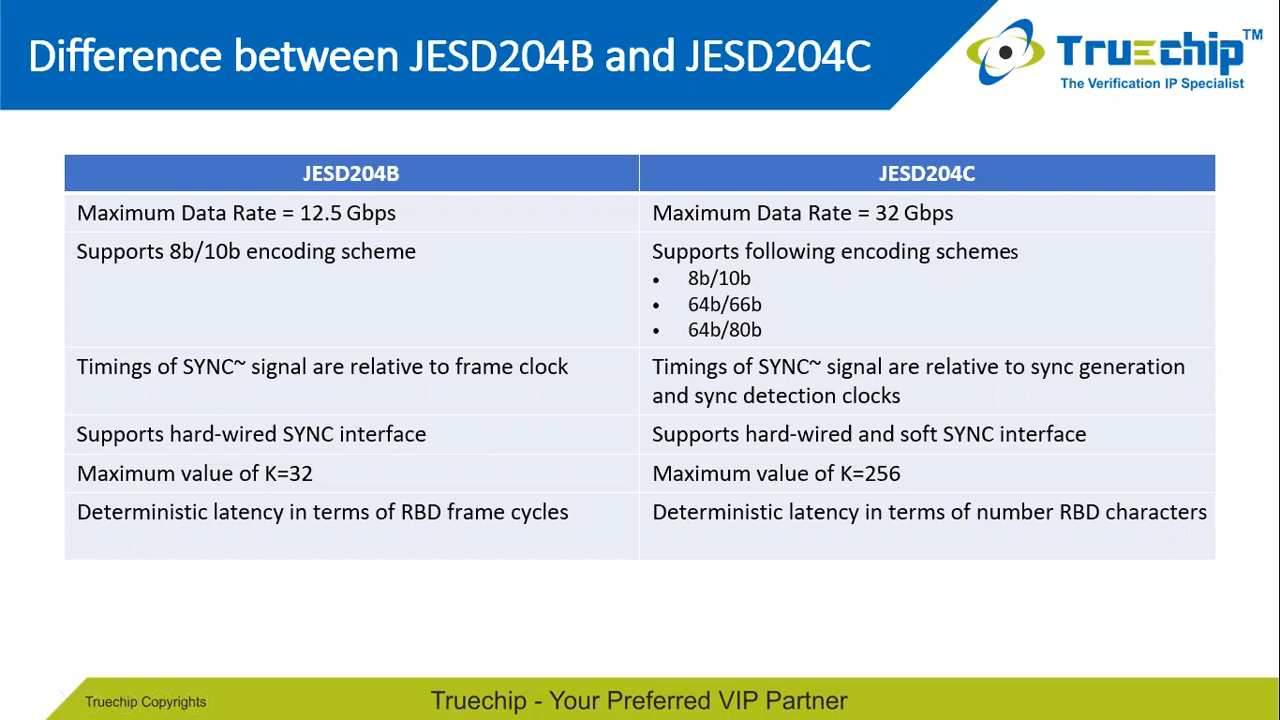 Difference between JESD204B and JESD204C
Truechip™
The Verification IP Specialist
JESD204B
JESD204C
Maximum Data Rate = 12.5 Gbps
Maximum Data Rate = 32 Gbps
Supports 8b/10b encoding scheme
Supports following encoding schemes
• 8b/10b
• 64b/66b
• 64b/80b
Timings of SYNC~ signal are relative to frame clock
Timings of SYNC~ signal are relative to sync generation
and sync detection clocks
Supports hard-wired SYNC interface
Supports hard-wired and soft SYNC interface
Maximum value of K=32
Maximum value of K=256
Deterministic latency in terms of RBD frame cycles
Deterministic latency in terms of number RBD characters
Truechip Copyrights
Truechip - Your Preferred VIP Partner